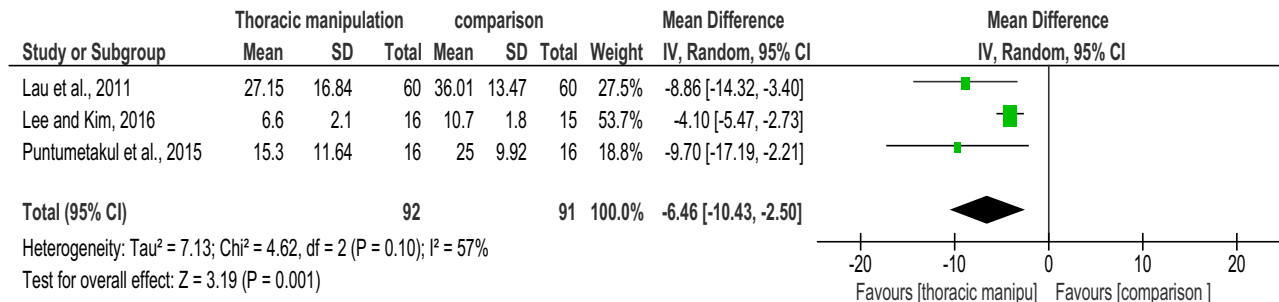 Thoracic manipulation comparison Mean Difference Mean Difference
Study or Subgroup Mean SD Total Mean SD Total Weight IV, Random, 95% CI IV, Random, 95% CI
Lau et al., 2011 27.15 16.84 60 36.01 13.47 60 27.5% -8.86 [-14.32, -3.40]
Lee and Kim, 2016 6.6 2.1 16 10.7 1.8 15 53.7% -4.10 [-5.47, -2.73]
Puntumetakul et al., 2015 15.3 11.64 16 25 9.92 16 18.8% -9.70 [-17.19, -2.21]
Total (95% CI) 92 91 100.0% -6.46 [-10.43, -2.50]
Heterogeneity: Tau² = 7.13; Chi² = 4.62, df = 2 (P = 0.10); I² = 57%
Test for overall effect: Z = 3.19 (P = 0.001)
-20 -10 0 10 20
Favours [thoracic manipu] Favours [comparison ]